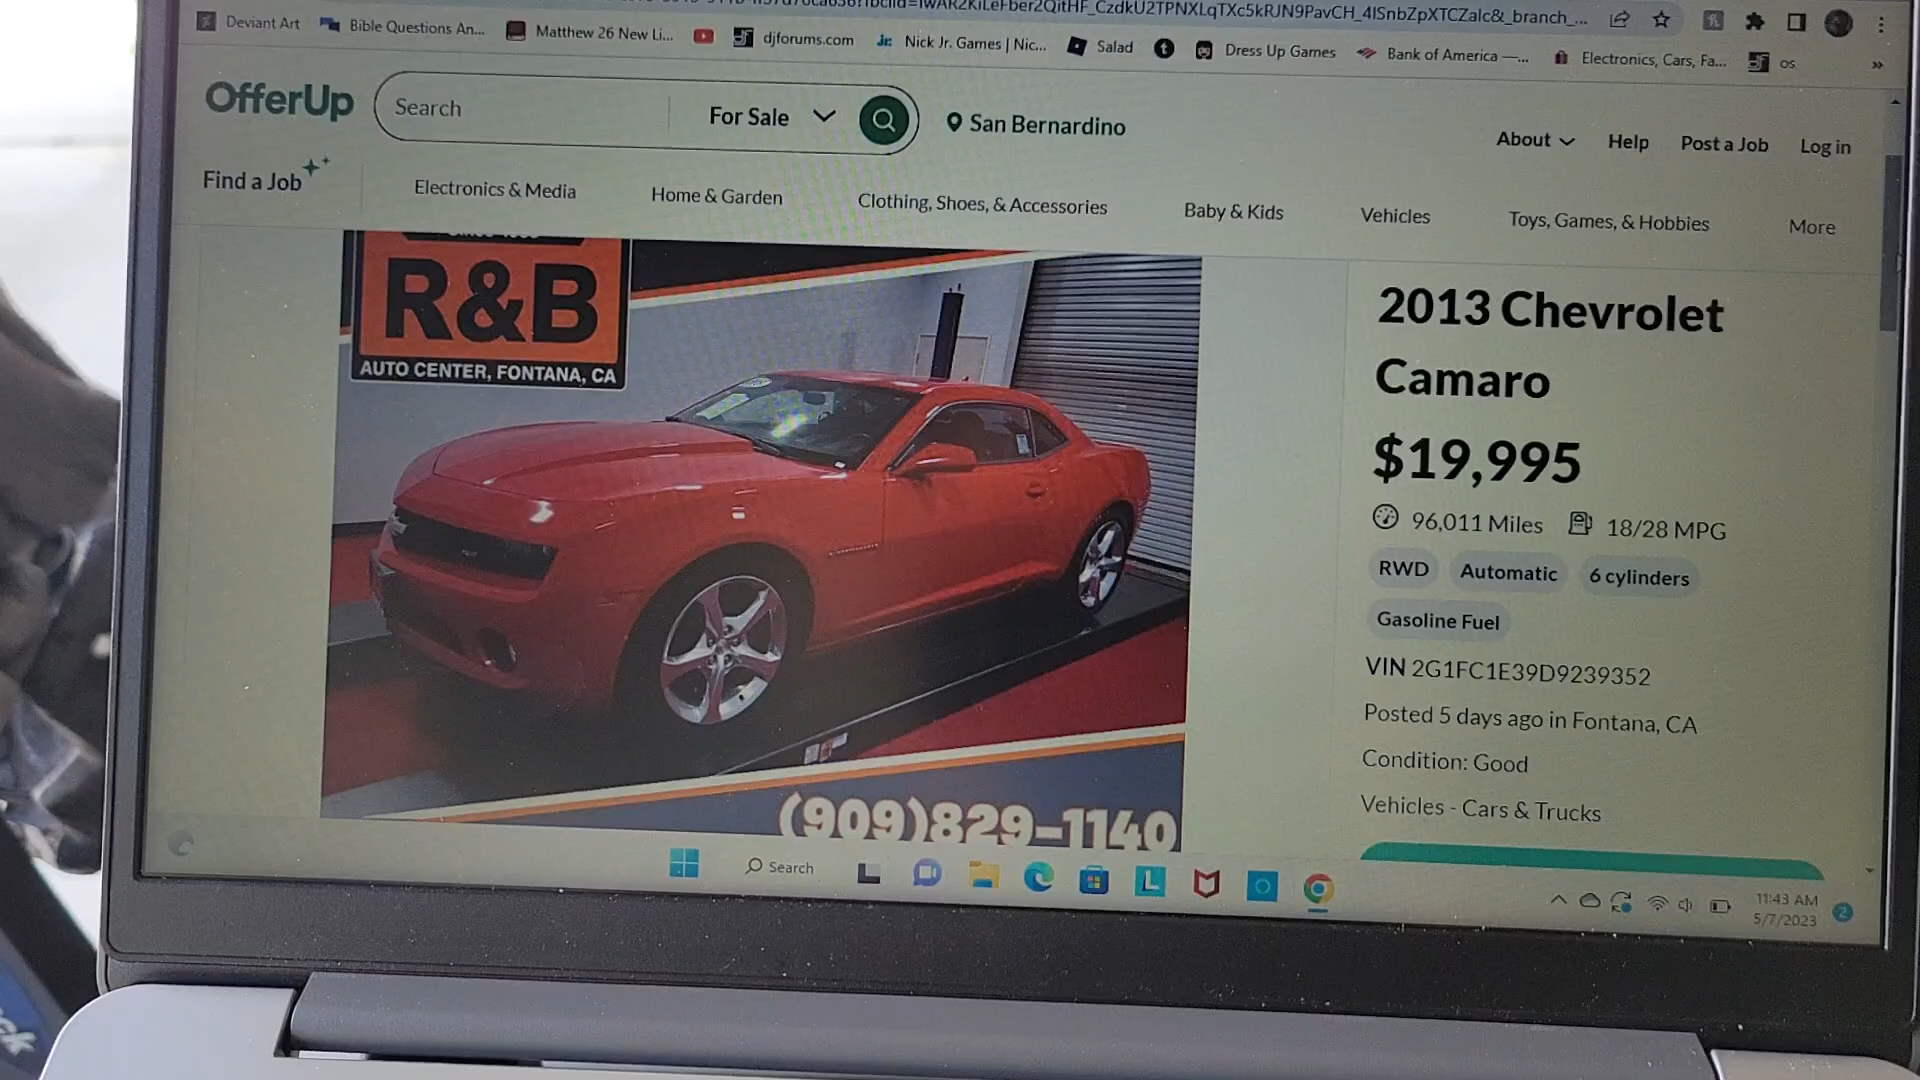 Deviant Art
Bible Questions An...
Matthew 26 New Li...
djforums.com
Nick Jr. Games | Nic...
Salad
Dress Up Games
Bank of America —...
Electronics, Cars, Fa...
os
»
OfferUp
Search
For Sale
San Bernardino
About
Help
Post a Job
Log in
Find a Job
Electronics & Media
Home & Garden
Clothing, Shoes, & Accessories
Baby & Kids
Vehicles
Toys, Games, & Hobbies
More
R&B
AUTO CENTER, FONTANA, CA
(909)829-1140
2013 Chevrolet
Camaro
$19,995
96,011 Miles
18/28 MPG
RWD
Automatic
6 cylinders
Gasoline Fuel
VIN 2G1FC1E39D9239352
Posted 5 days ago in Fontana, CA
Condition: Good
Vehicles - Cars & Trucks
Search
11:43 AM
5/7/2023
2